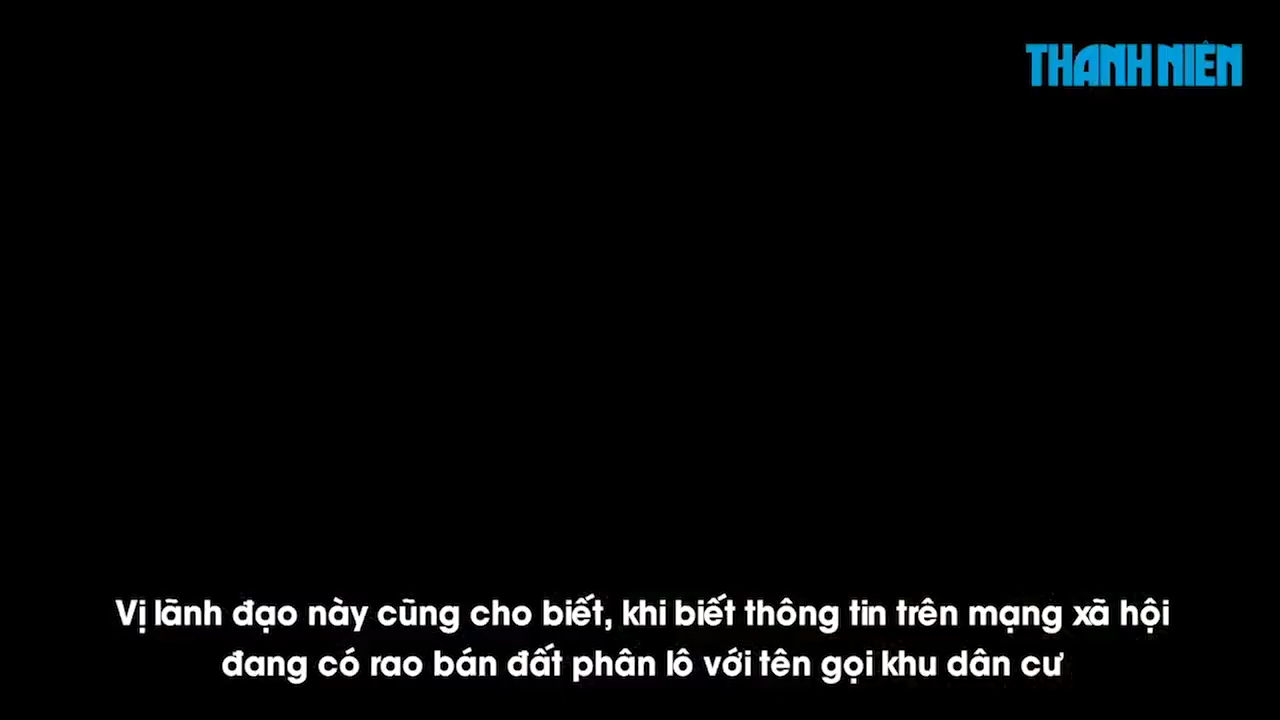 THANH NIÊN
Vị lãnh đạo này cũng cho biết, khi biết thông tin trên mạng xã hội
đang có rao bán đất phân lô với tên gọi khu dân cư